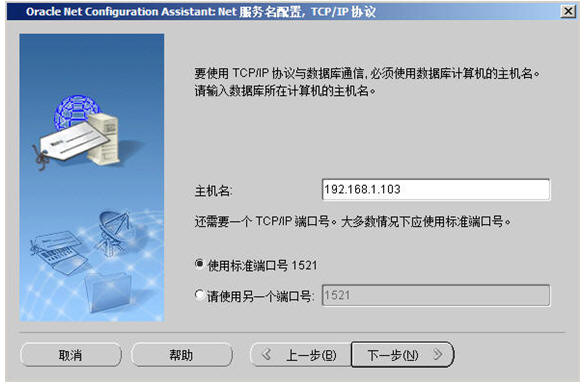 Oracle Net Configuration Assistant: Net 服务名配置, TCP/IP 协议
要使用 TCP/IP 协议与数据库通信, 必须使用数据库计算机的主机名。
请输入数据库所在计算机的主机名。
主机名: 192.168.1.103
还需要一个 TCP/IP 端口号。大多数情况下应使用标准端口号。
使用标准端口号 1521
请使用另一个端口号: 1521
取消 帮助 上一步(B) 下一步(N)